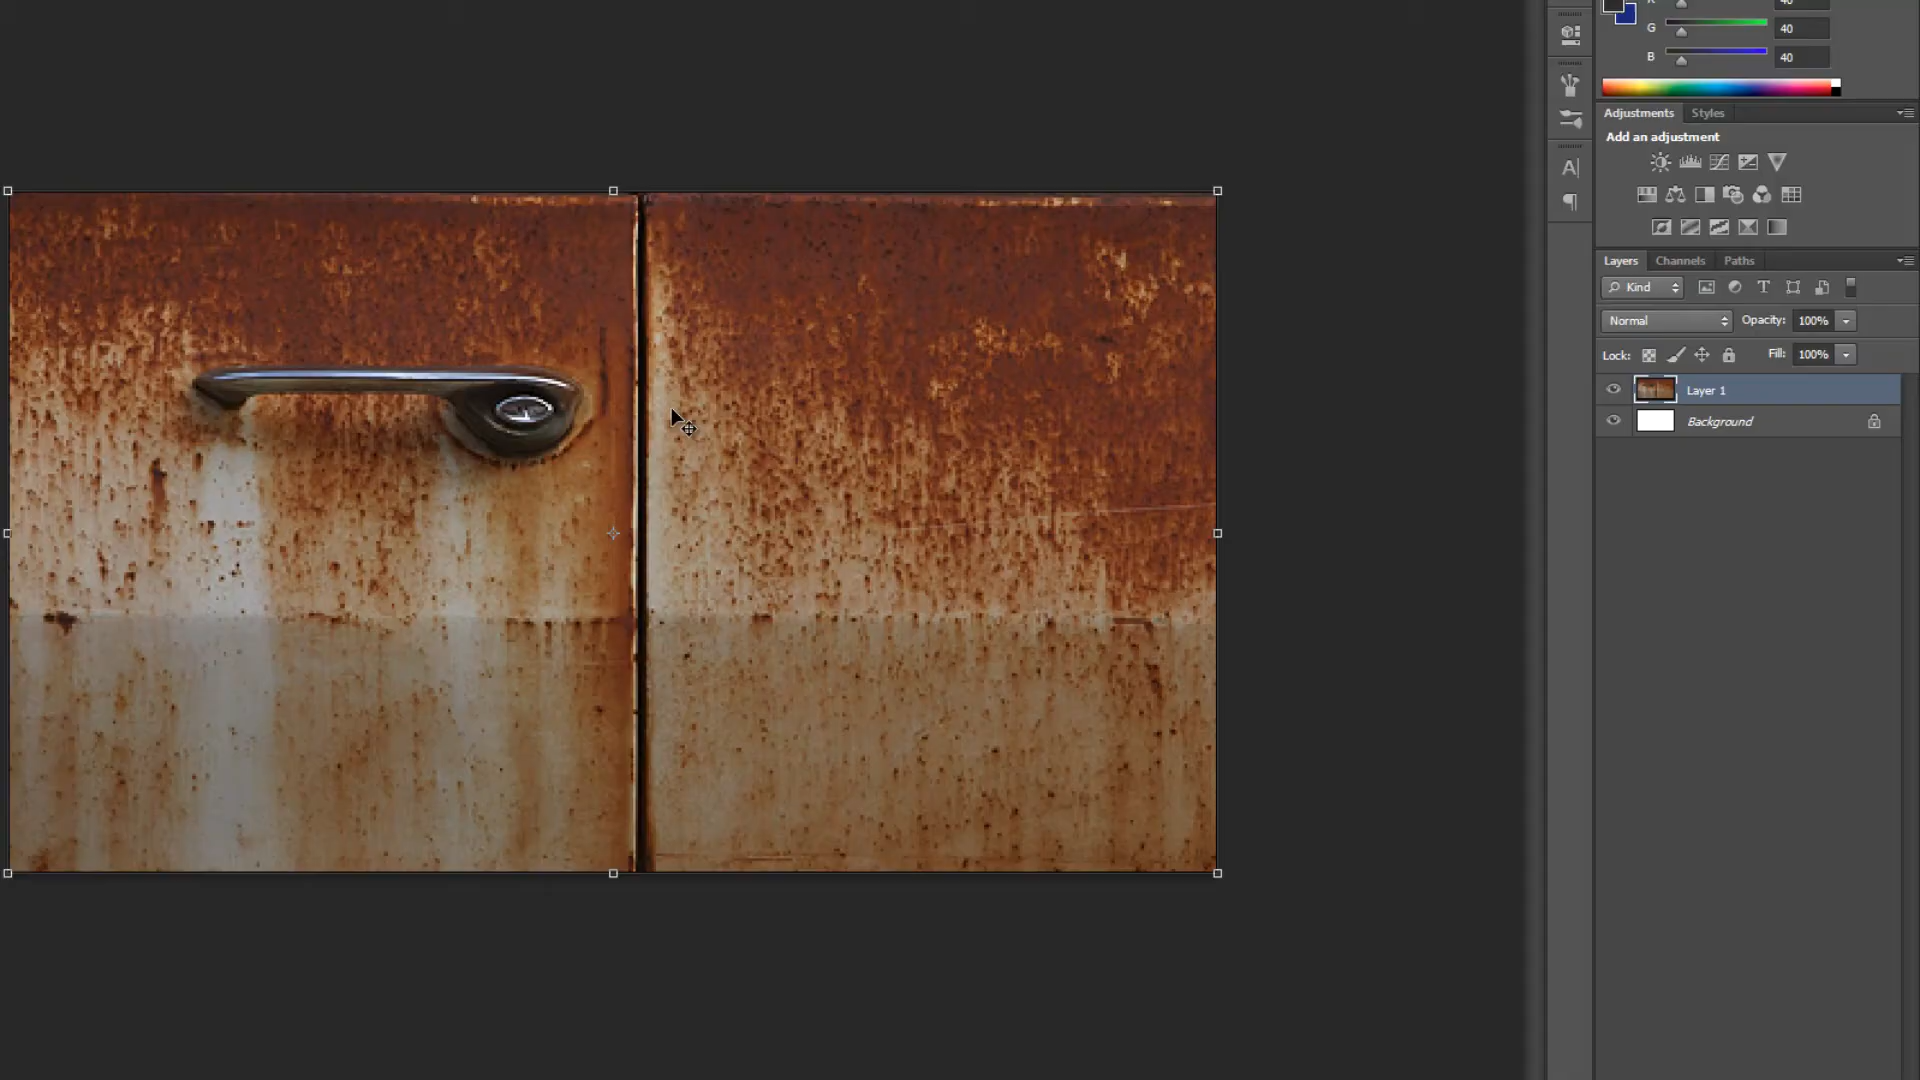 G 40
B 40
Adjustments Styles
Add an adjustment
Layers Channels Paths
Kind
Normal Opacity: 100%
Lock: Fill: 100%
Layer 1
Background